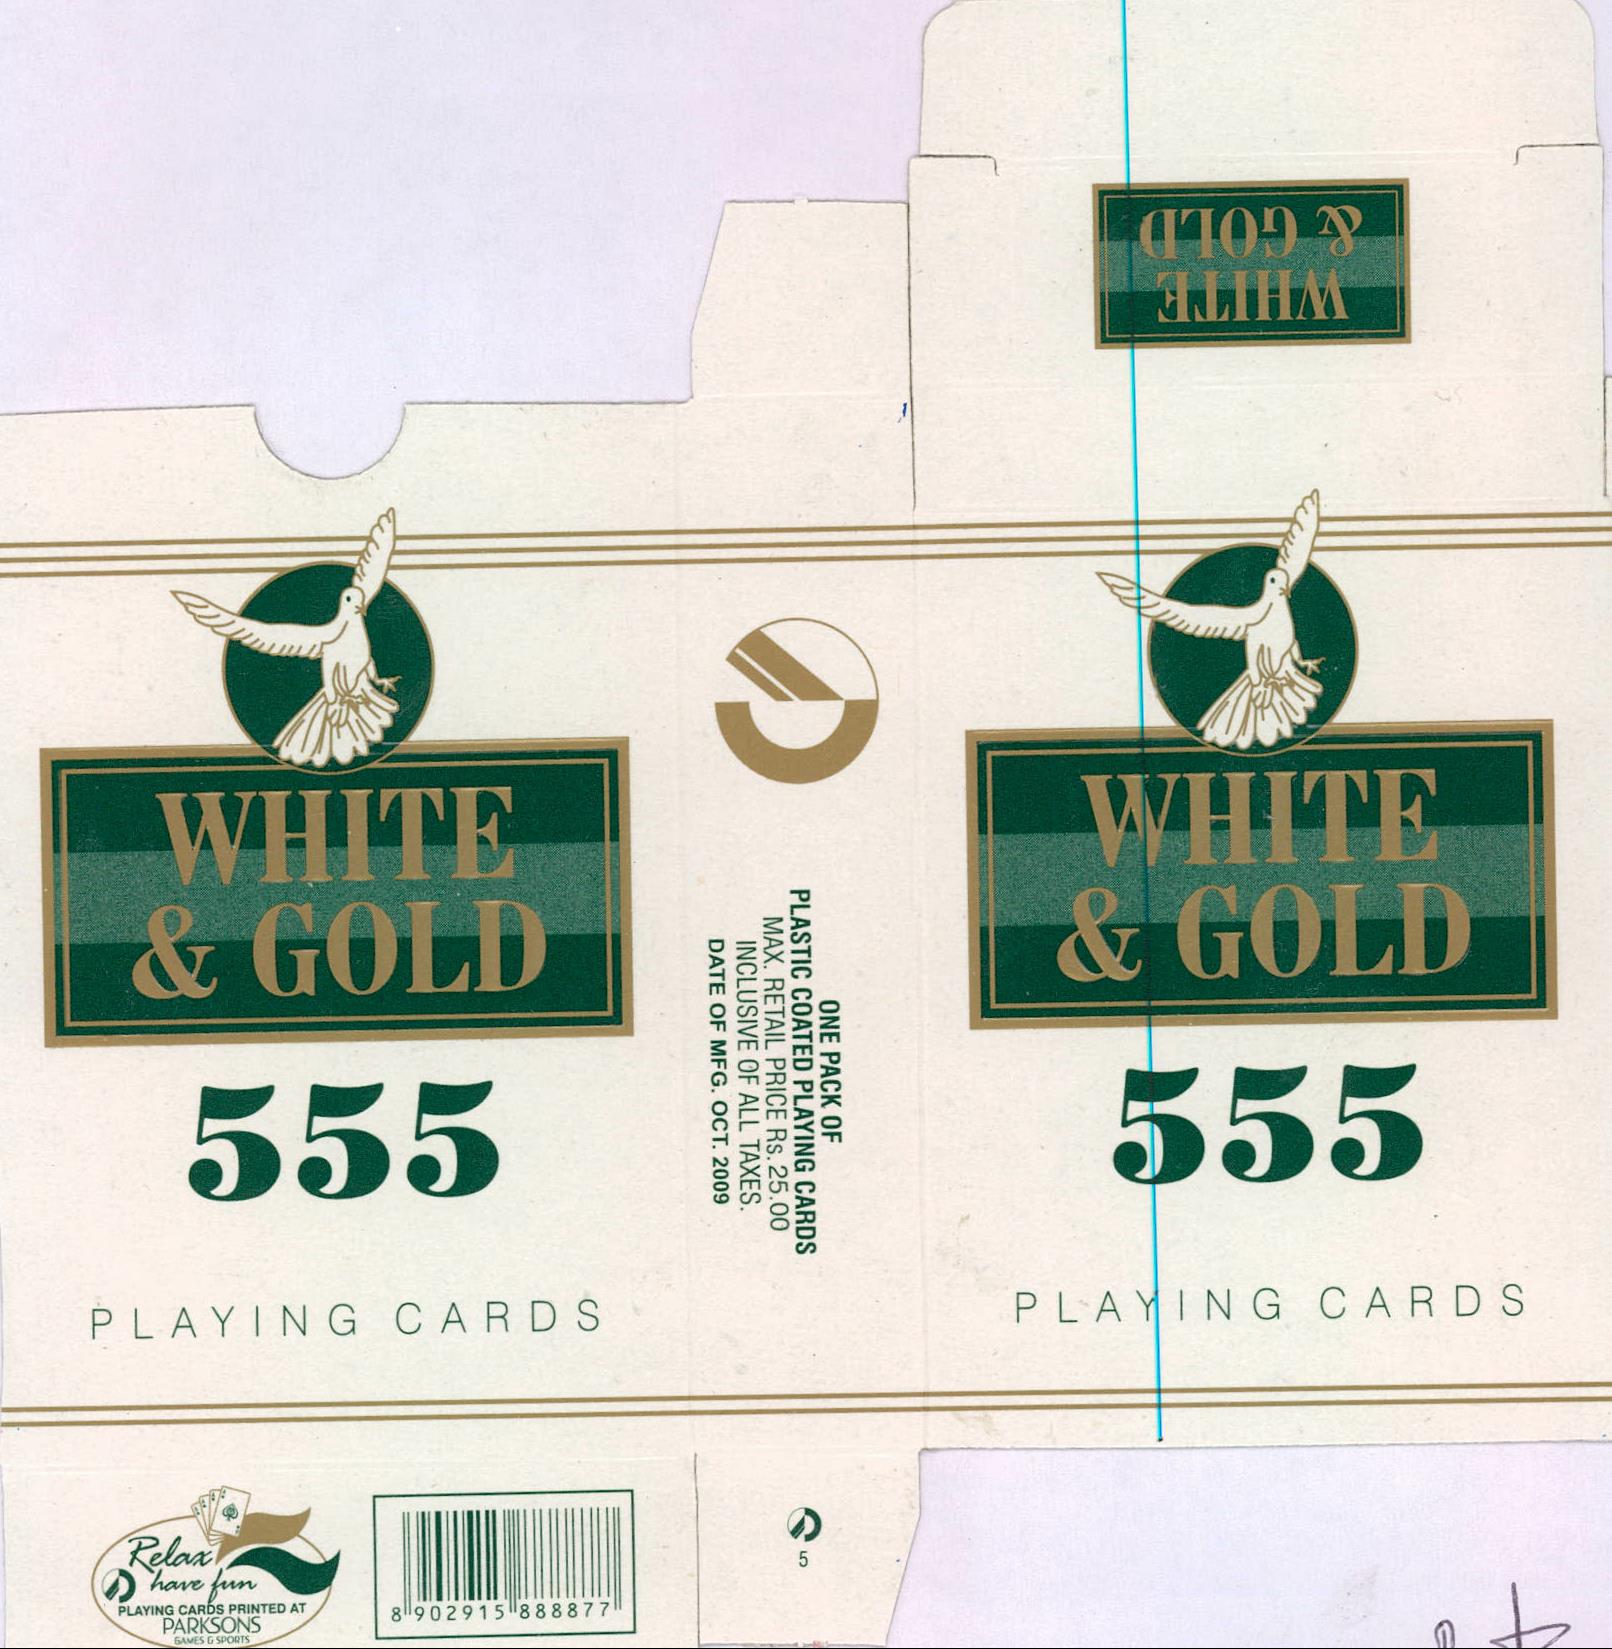 WHITE
& GOLD
WHITE
& GOLD
555
PLAYING CARDS
ONE PACK OF
PLASTIC COATED PLAYING CARDS
MAX. RETAIL PRICE Rs. 25.00
INCLUSIVE OF ALL TAXES.
DATE OF MFG. OCT. 2009
WHITE
& GOLD
555
PLAYING CARDS
Relax
have fun
PLAYING CARDS PRINTED AT
PARKSONS
GAMES & SPORTS
8 902915 888877
5